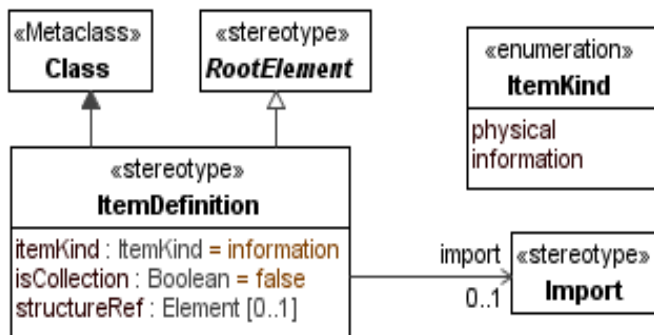 «Metaclass»
Class
«stereotype»
RootElement
«enumeration»
ItemKind
physical
information
«stereotype»
ItemDefinition
itemKind : ItemKind = information
isCollection : Boolean = false
structureRef : Element [0..1]
import
0..1
«stereotype»
Import